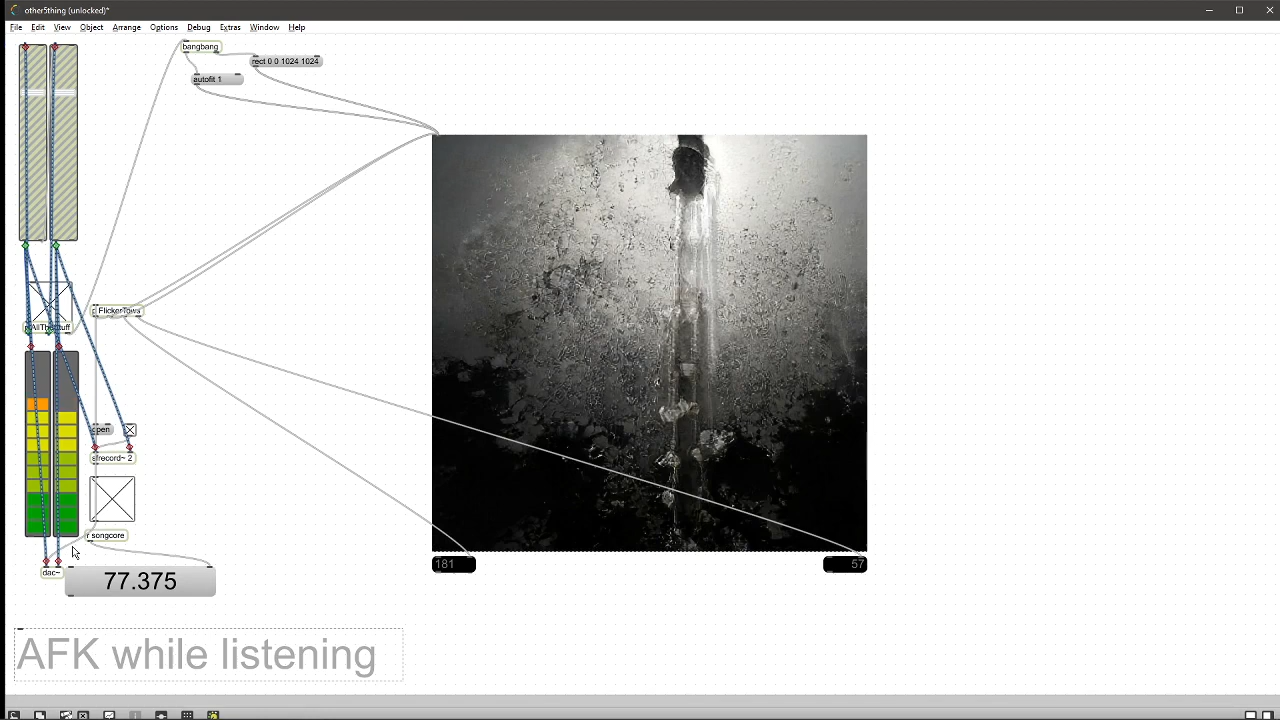 other5thing (unlocked)*
File Edit View Object Arrange Options Debug Extras Window Help
bangbang
rect 0 0 1024 1024
autofit 1
FlickerTown
open
sfrecord~ 2
r songcore
dac~
77.375
181
57
AFK while listening